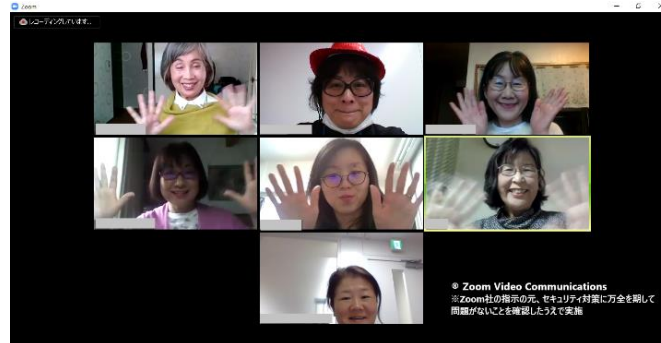 Zoom
レコーディングしています...
® Zoom Video Communications
※Zoom社の指示の元、セキュリティ対策に万全を期して
問題がないことを確認したうえで実施